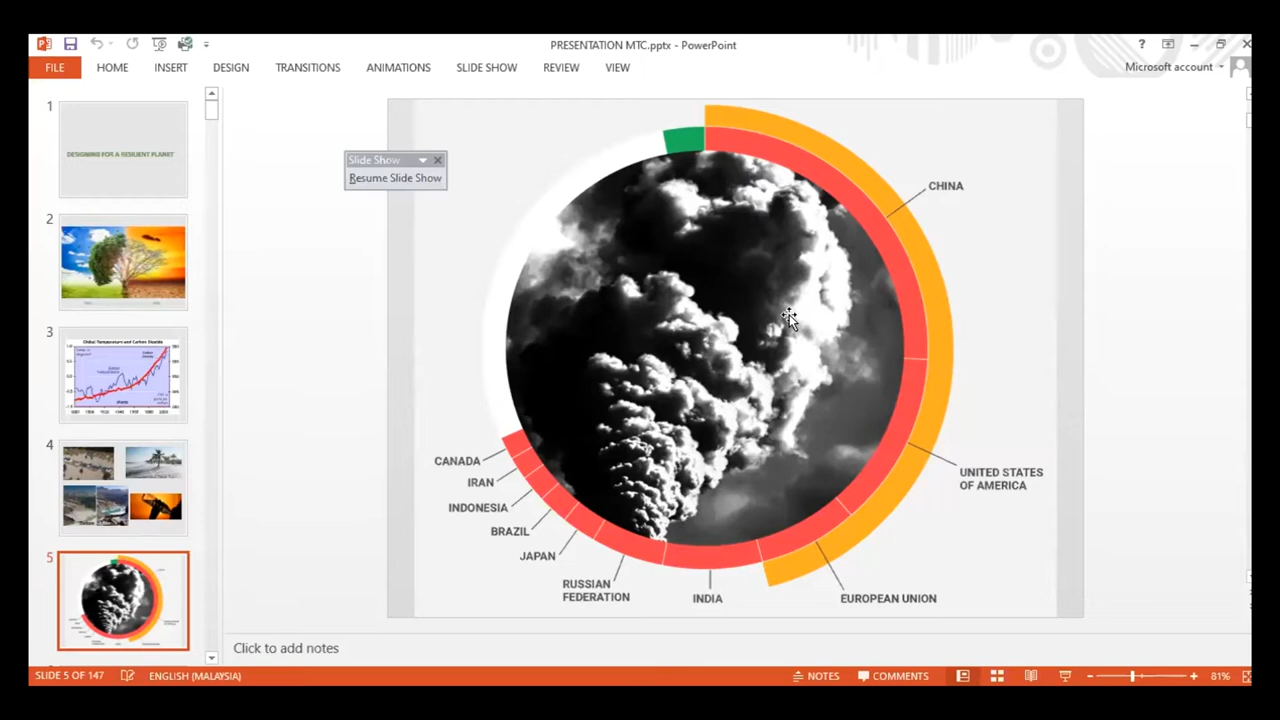 PRESENTATION MTC.pptx - PowerPoint
?
FILE HOME INSERT DESIGN TRANSITIONS ANIMATIONS SLIDE SHOW REVIEW VIEW
Microsoft account
1
DESIGNING FOR A RESILIENT PLANET
2
3
Global Temperature and Carbon Dioxide
4
5
Slide Show
Resume Slide Show
CHINA
UNITED STATES
OF AMERICA
EUROPEAN UNION
INDIA
RUSSIAN
FEDERATION
JAPAN
BRAZIL
INDONESIA
IRAN
CANADA
Click to add notes
SLIDE 5 OF 147 ENGLISH (MALAYSIA) NOTES COMMENTS 81%